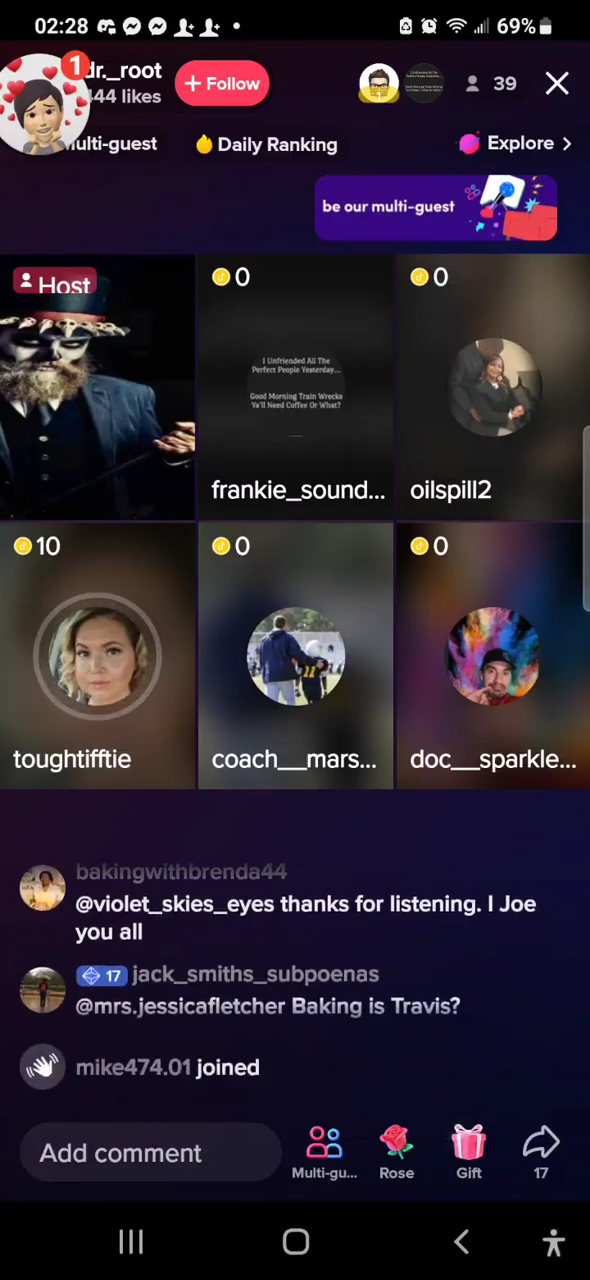 02:28
69%
1
dr._root
+ Follow
39
444 likes
ulti-guest
Daily Ranking
Explore >
be our multi-guest
Host
0
0
I Unfriended All The
Perfect People Yesterday...
Good Morning Train Wrecks
Ya'll Need Coffee Or What?
frankie_sound...
oilspill2
10
0
0
11
toughtifftie
coach__mars...
doc__sparkle...
bakingwithbrenda44
@violet_skies_eyes thanks for listening. I Joe
you all
17 jack_smiths_subpoenas
@mrs.jessicafletcher Baking is Travis?
mike474.01 joined
Add comment
Multi-gu...
Rose
Gift
17